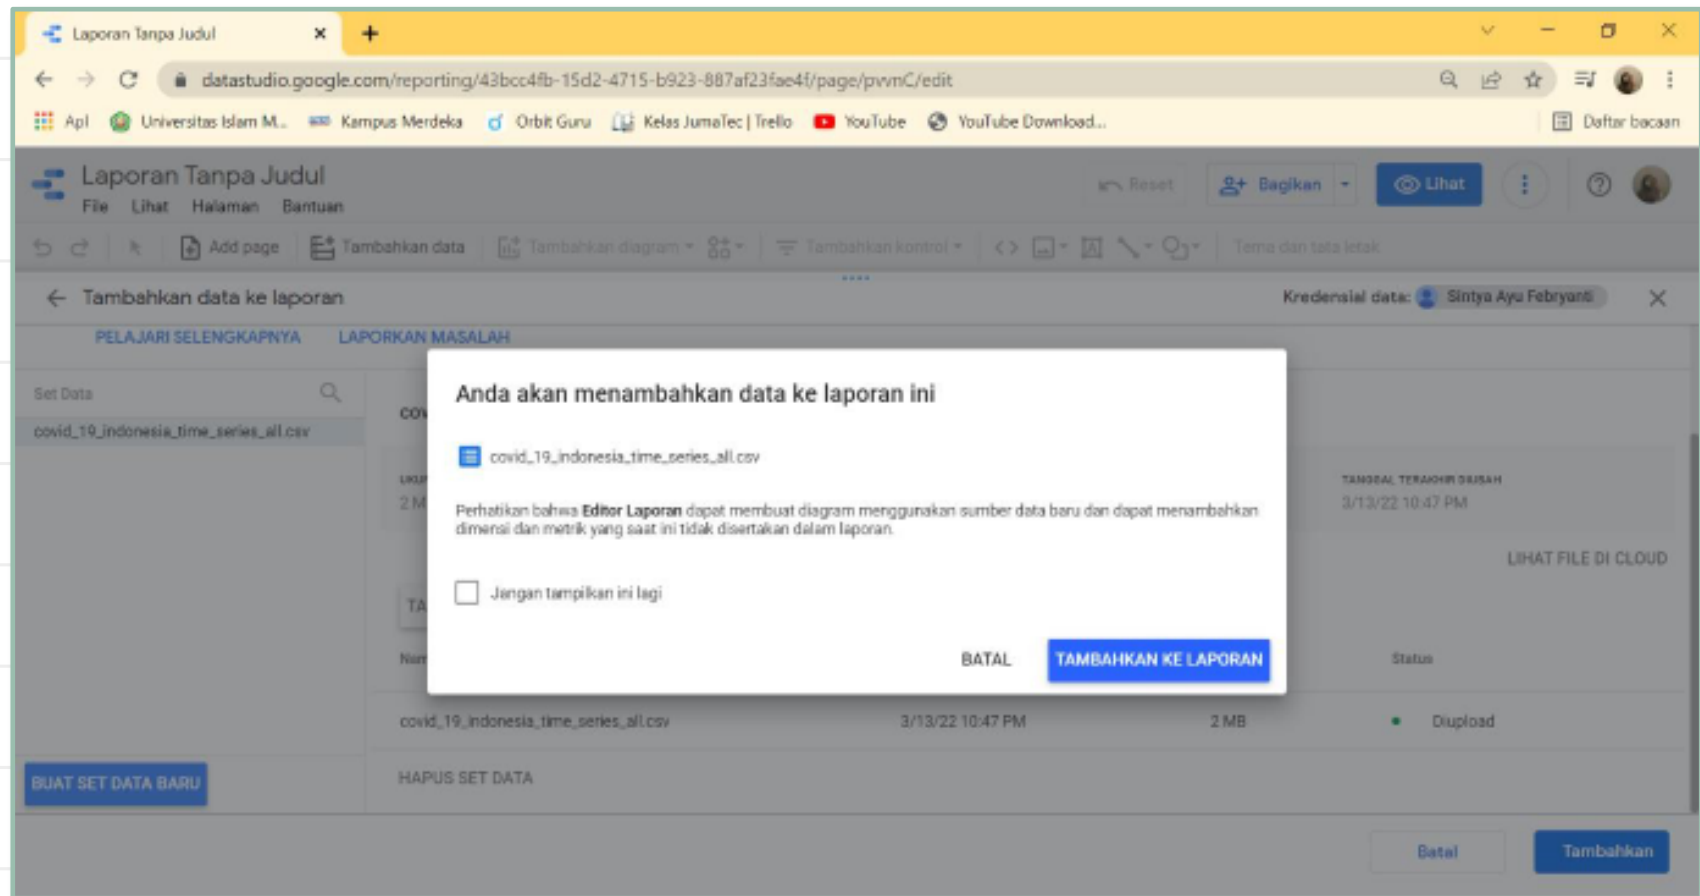 Laporan Tanpa Judul
datastudio.google.com/reporting/43bcc4fb-15d2-4715-b923-887af23fae4f/page/pvvnC/edit
Apl Universitas Islam M... Kampus Merdeka Orbit Guru Kelas JumaTec | Trello YouTube YouTube Download... Daftar bacaan
Laporan Tanpa Judul
Reset Bagikan Lihat
File Lihat Halaman Bantuan
Add page Tambahkan data Tambahkan diagram Tambahkan kontrol Tema dan tata letak
Tambahkan data ke laporan Kredensial data: Sintya Ayu Febryanti
PELAJARI SELENGKAPNYA LAPORKAN MASALAH
Set Data
covid_19_indonesia_time_series_all.csv
Anda akan menambahkan data ke laporan ini
covid_19_indonesia_time_series_all.csv
Perhatikan bahwa Editor Laporan dapat membuat diagram menggunakan sumber data baru dan dapat menambahkan
dimensi dan metrik yang saat ini tidak disertakan dalam laporan.
Jangan tampilkan ini lagi
BATAL TAMBAHKAN KE LAPORAN
TANGGAL TERAKHIR DIUBAH
3/13/22 10:47 PM
LIHAT FILE DI CLOUD
Status
covid_19_indonesia_time_series_all.csv 3/13/22 10:47 PM 2 MB Diupload
BUAT SET DATA BARU HAPUS SET DATA
Batal Tambahkan